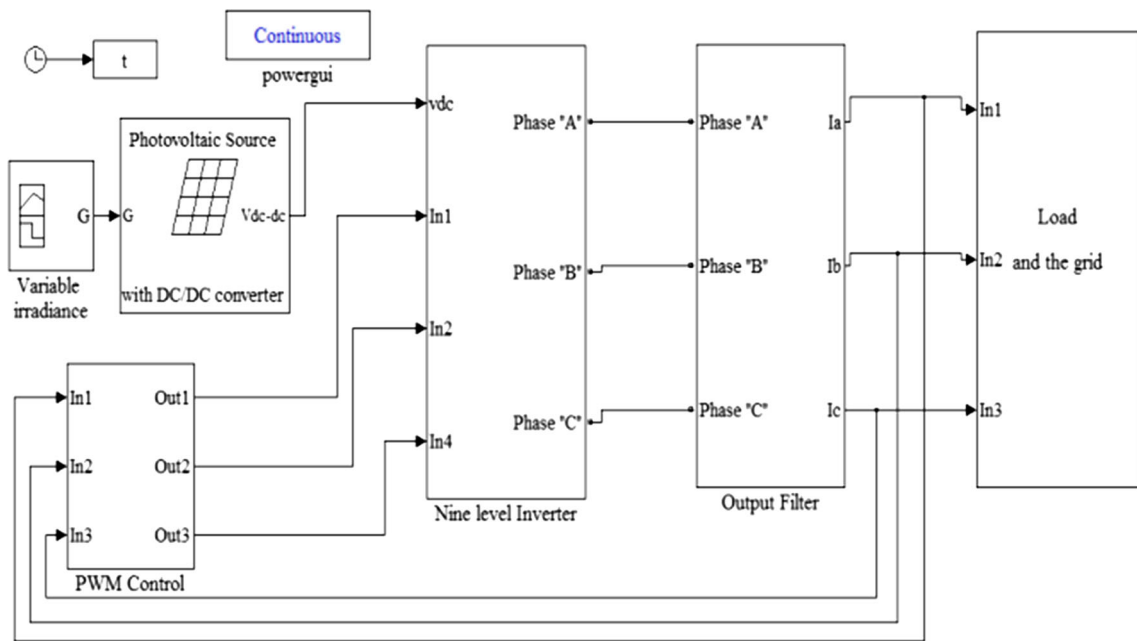 Continuous
powergui
t
Photovoltaic Source
G
G
Vdc-dc
with DC/DC converter
Variable
irradiance
In1
In2
In3
Out1
Out2
Out3
PWM Control
vdc
In1
In2
In4
Phase "A"
Phase "B"
Phase "C"
Nine level Inverter
Phase "A"
Phase "B"
Phase "C"
Ia
Ib
Ic
Output Filter
In1
In2
In3
Load
and the grid